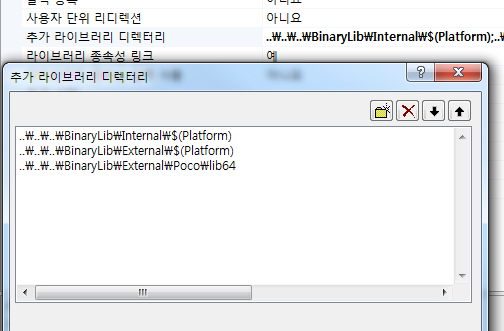 사용자 단위 리디렉션 아니요
추가 라이브러리 디렉터리 ..₩..₩..₩BinaryLib₩Internal₩$(Platform);..₩
라이브러리 종속성 링크 예
추가 라이브러리 디렉터리
..₩..₩..₩BinaryLib₩Internal₩$(Platform)
..₩..₩..₩BinaryLib₩External₩$(Platform)
..₩..₩..₩BinaryLib₩External₩Poco₩lib64